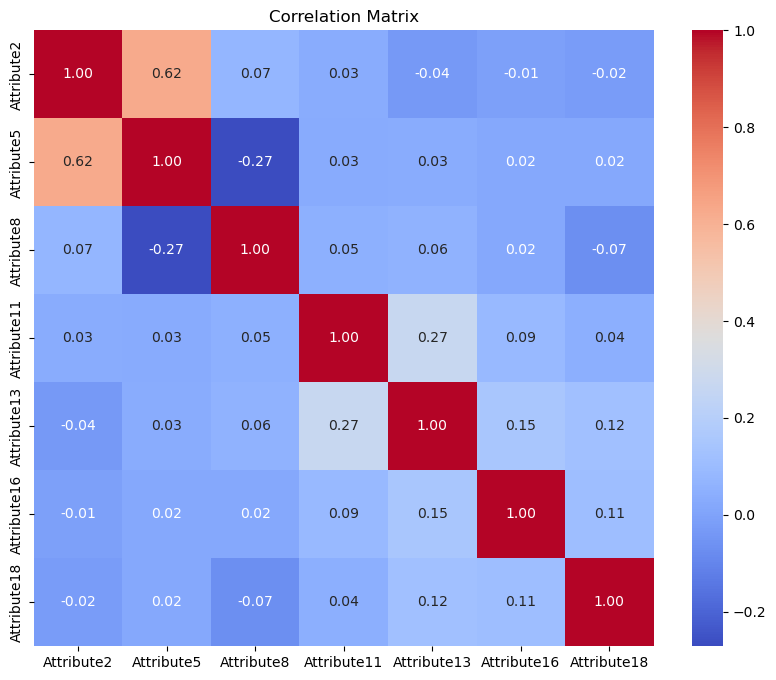 Correlation Matrix
Attribute2 1.00 0.62 0.07 0.03 -0.04 -0.01 -0.02
Attribute5 0.62 1.00 -0.27 0.03 0.03 0.02 0.02
Attribute8 0.07 -0.27 1.00 0.05 0.06 0.02 -0.07
Attribute11 0.03 0.03 0.05 1.00 0.27 0.09 0.04
Attribute13 -0.04 0.03 0.06 0.27 1.00 0.15 0.12
Attribute16 -0.01 0.02 0.02 0.09 0.15 1.00 0.11
Attribute18 -0.02 0.02 -0.07 0.04 0.12 0.11 1.00
Attribute2 Attribute5 Attribute8 Attribute11 Attribute13 Attribute16 Attribute18
1.0
0.8
0.6
0.4
0.2
0.0
−0.2